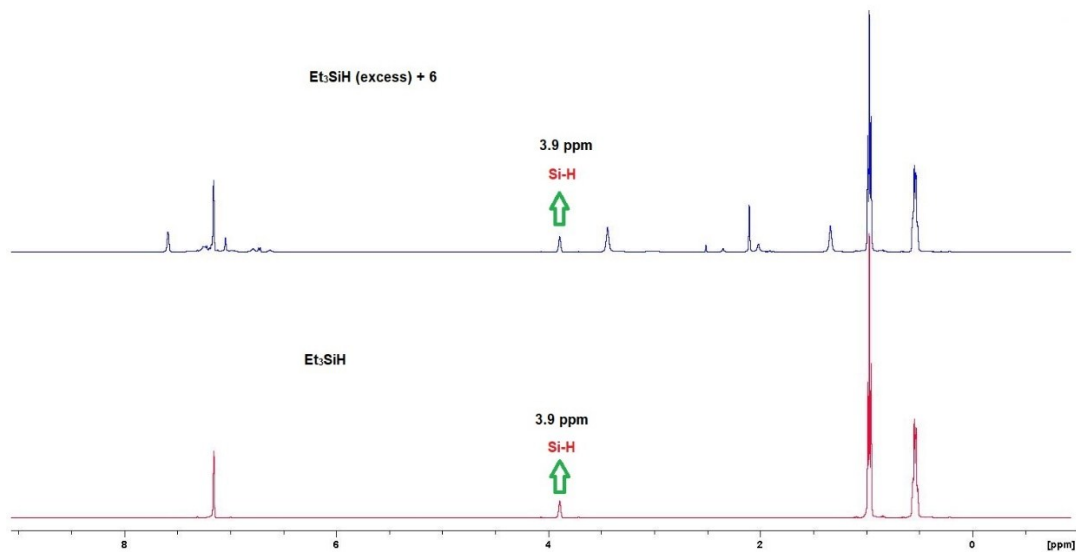 Et₃SiH (excess) + 6
3.9 ppm
Si-H
Et₃SiH
3.9 ppm
Si-H
8 6 4 2 0 [ppm]